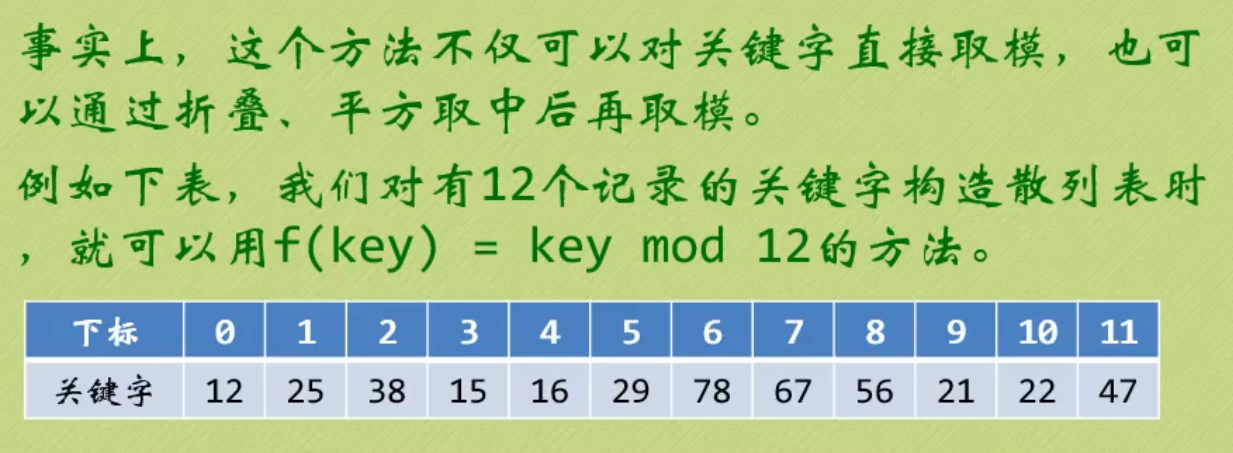 事实上，这个方法不仅可以对关键字直接取模，也可
以通过折叠、平方取中后再取模。
例如下表，我们对有12个记录的关键字构造散列表时
，就可以用f(key) = key mod 12的方法。
下标 0 1 2 3 4 5 6 7 8 9 10 11
关键字 12 25 38 15 16 29 78 67 56 21 22 47